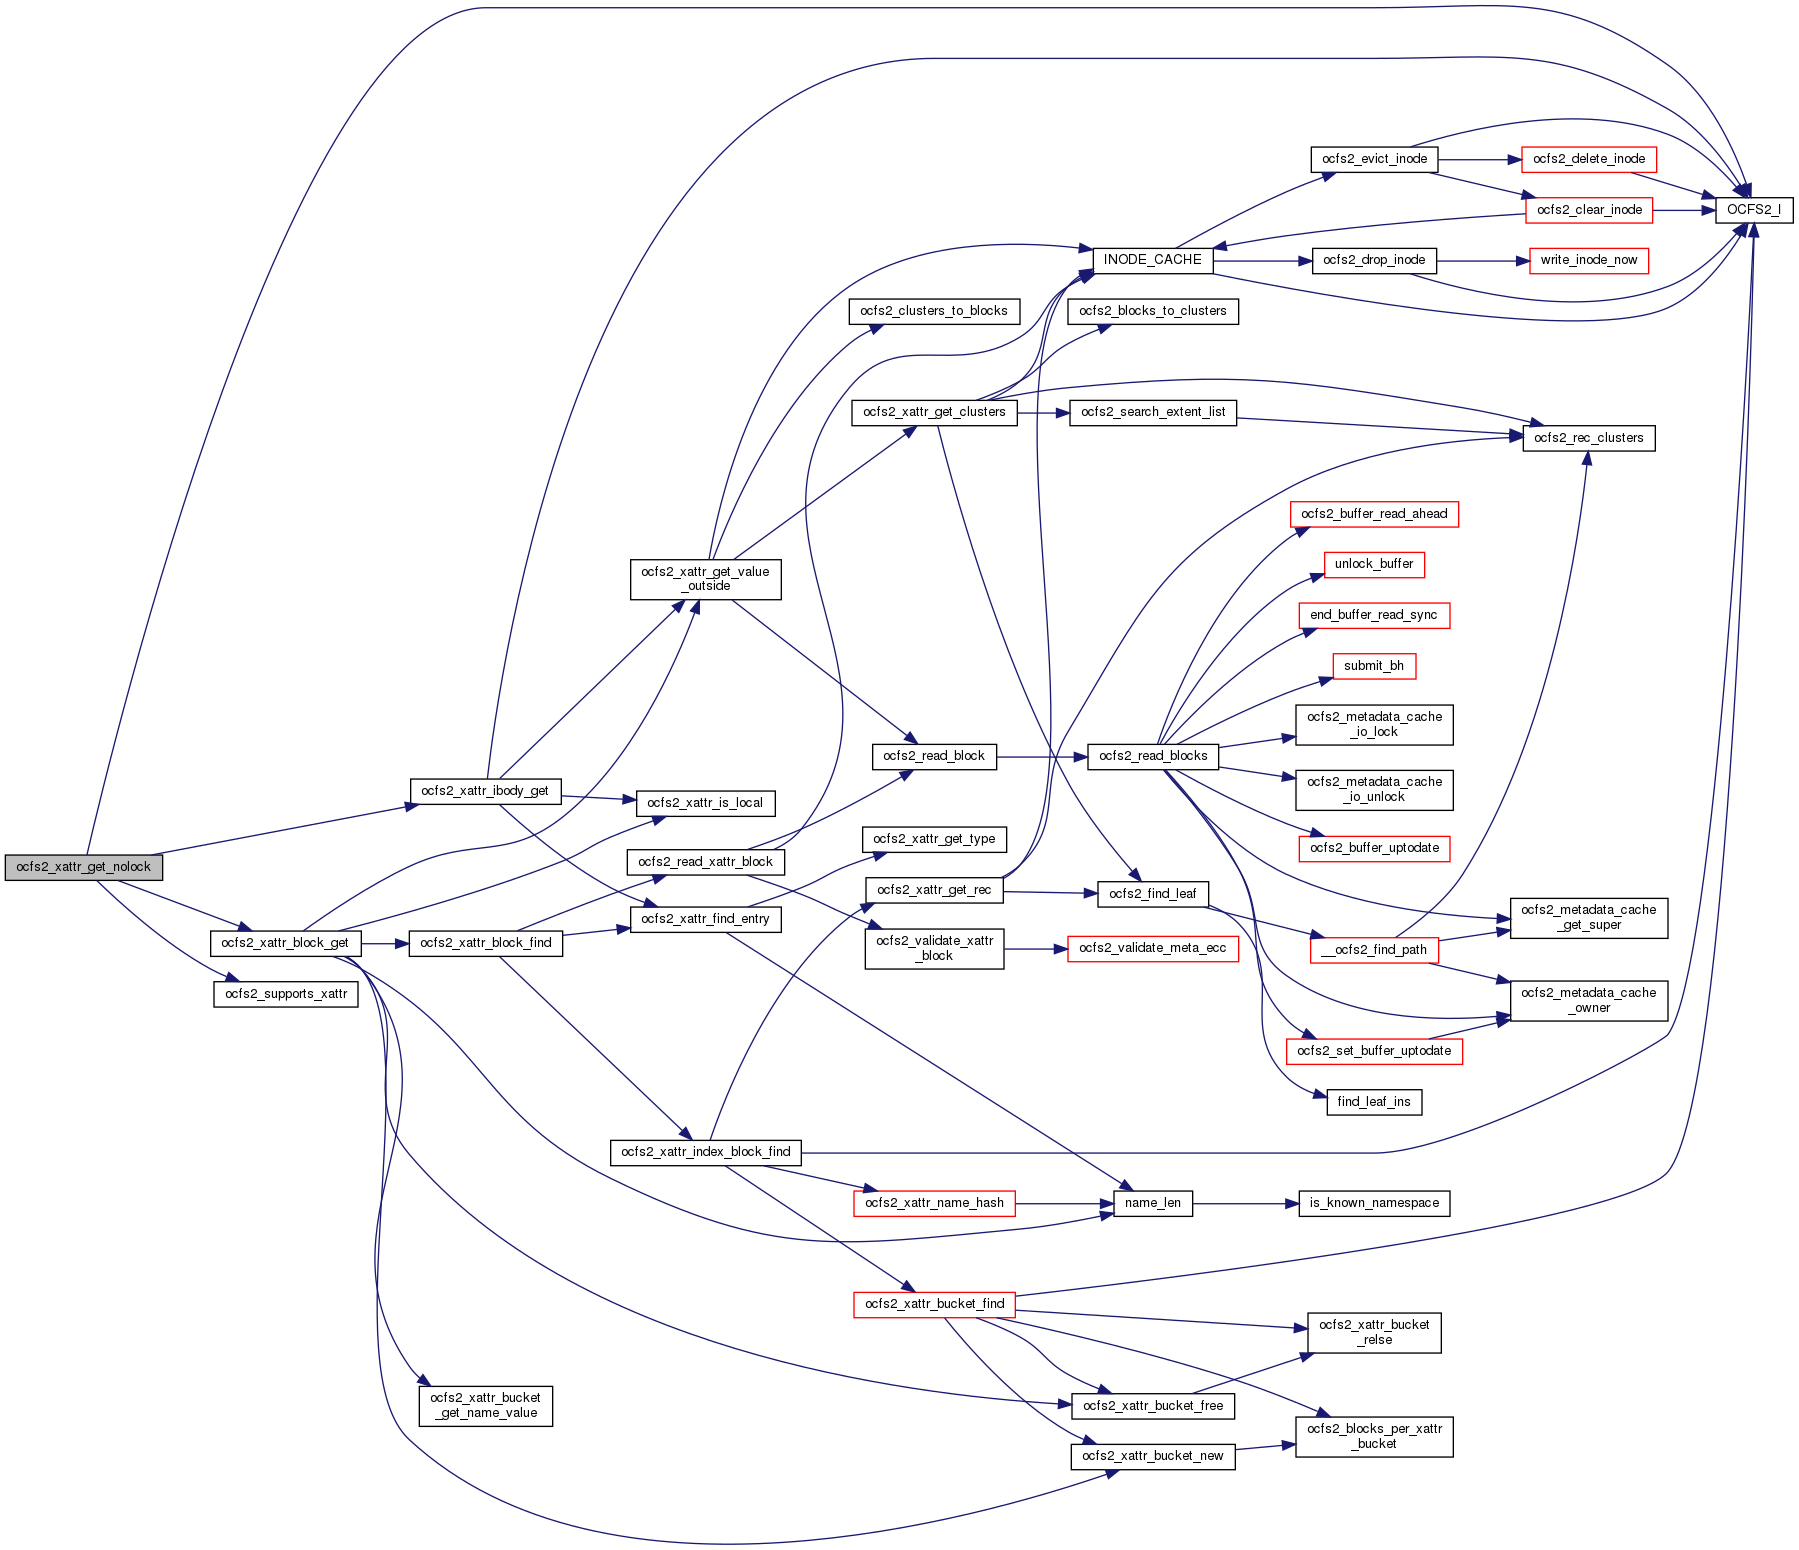 ocfs2_xattr_get_nolock
ocfs2_xattr_block_get
ocfs2_supports_xattr
ocfs2_xattr_ibody_get
ocfs2_xattr_block_find
ocfs2_xattr_bucket
_get_name_value
ocfs2_xattr_get_value
_outside
ocfs2_xattr_is_local
ocfs2_read_xattr_block
ocfs2_xattr_find_entry
ocfs2_xattr_index_block_find
ocfs2_clusters_to_blocks
ocfs2_xattr_get_clusters
ocfs2_read_block
ocfs2_xattr_get_type
ocfs2_xattr_get_rec
ocfs2_validate_xattr
_block
ocfs2_xattr_name_hash
ocfs2_xattr_bucket_find
INODE_CACHE
ocfs2_blocks_to_clusters
ocfs2_search_extent_list
ocfs2_read_blocks
ocfs2_find_leaf
ocfs2_validate_meta_ecc
name_len
ocfs2_xattr_bucket_free
ocfs2_xattr_bucket_new
ocfs2_evict_inode
ocfs2_drop_inode
ocfs2_buffer_read_ahead
unlock_buffer
end_buffer_read_sync
submit_bh
ocfs2_metadata_cache
_io_lock
ocfs2_metadata_cache
_io_unlock
ocfs2_buffer_uptodate
__ocfs2_find_path
ocfs2_set_buffer_uptodate
find_leaf_ins
is_known_namespace
ocfs2_xattr_bucket
_relse
ocfs2_blocks_per_xattr
_bucket
ocfs2_delete_inode
ocfs2_clear_inode
write_inode_now
ocfs2_rec_clusters
ocfs2_metadata_cache
_get_super
ocfs2_metadata_cache
_owner
OCFS2_I